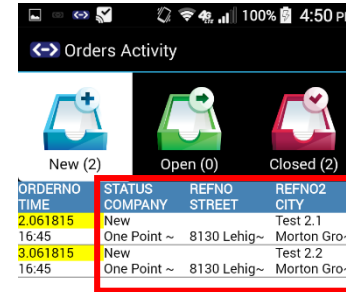 100% 4:50 PM
Orders Activity
New (2) Open (0) Closed (2)
ORDERNO STATUS REFNO REFNO2
TIME COMPANY STREET CITY
2.061815 New Test 2.1
16:45 One Point ~ 8130 Lehig~ Morton Gro~
3.061815 New Test 2.2
16:45 One Point ~ 8130 Lehig~ Morton Gro~